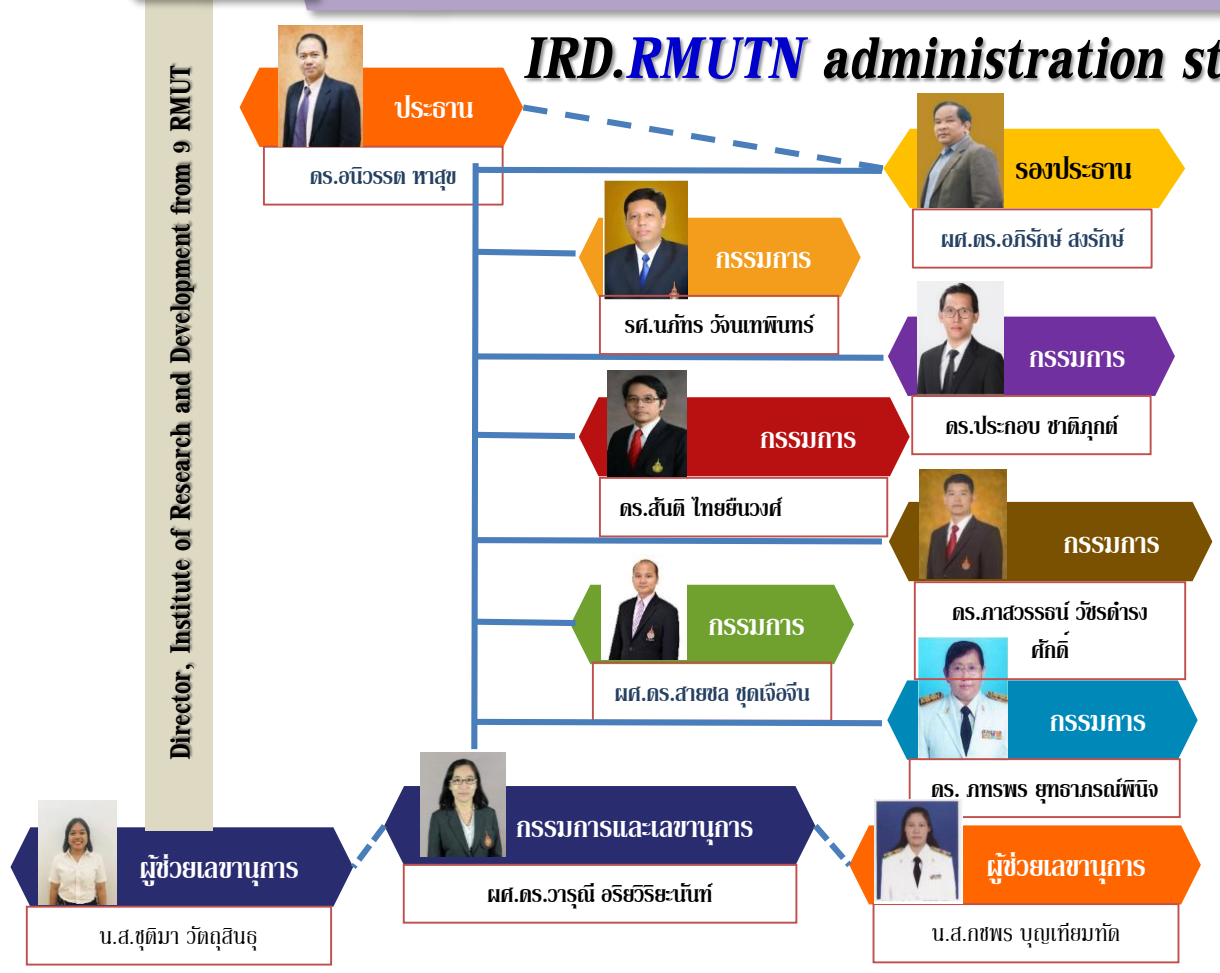 IRD.RMUTN administration st
Director, Institute of Research and Development from 9 RMUT
ประธาน
ดร.อนิวรรต หาสุข
รองประธาน
ผศ.ดร.อภิรักษ์ สงรักษ์
กรรมการ
รศ.นภัทร วัจนเทพินทร์
กรรมการ
ดร.ประกอบ ชาติภุกต์
กรรมการ
ดร.สันติ ไทยยืนวงศ์
กรรมการ
ดร.ภาสวรรธน์ วัชรดำรง
ศักดิ์
กรรมการ
ผศ.ดร.สายชล ชุดเจือจีน
กรรมการ
ดร. ภทรพร ยุทธาภรณ์พินิจ
กรรมการและเลขานุการ
ผศ.ดร.วารุณี อริยวิริยะนันท์
ผู้ช่วยเลขานุการ
น.ส.ชุติมา วัตถุสินธุ
ผู้ช่วยเลขานุการ
น.ส.กชพร บุญเทียมทัด